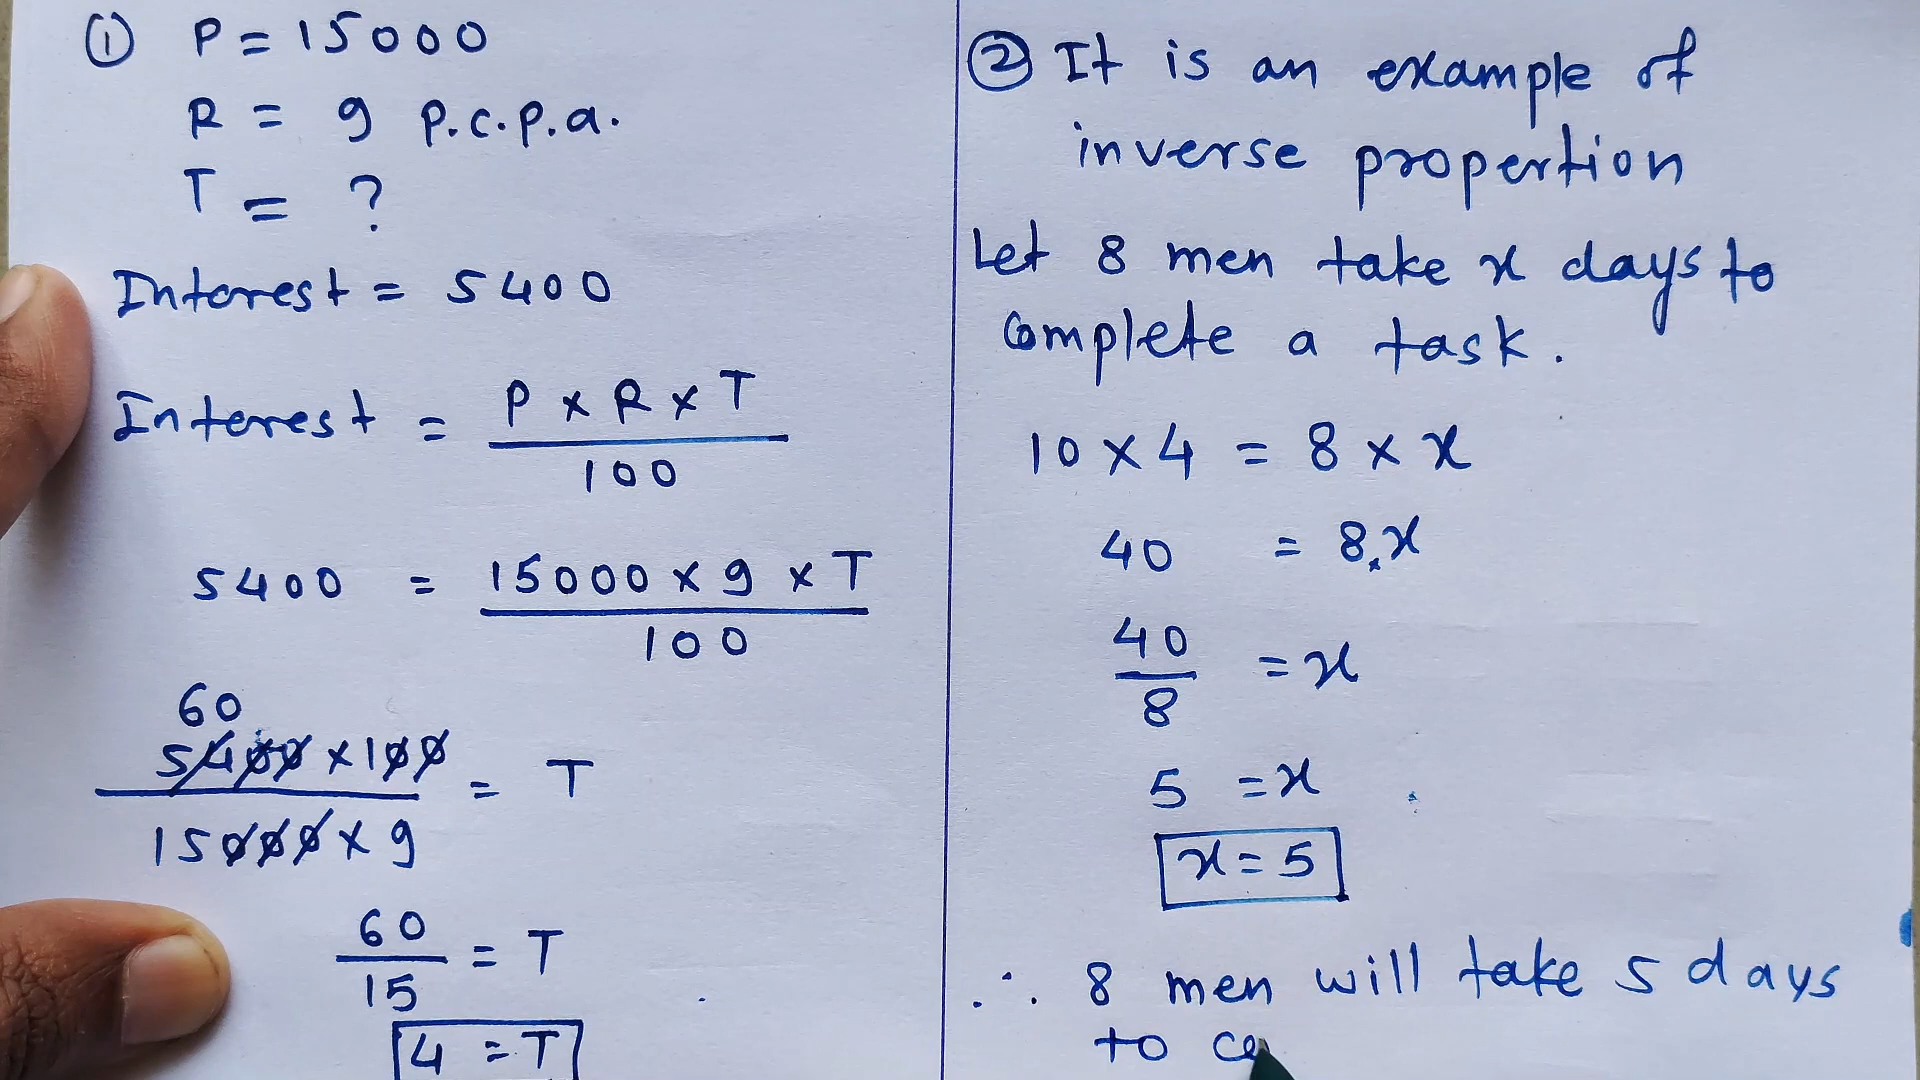 ① P = 15000
R = 9 p.c.p.a.
T = ?
Interest = 5400
Interest = P × R × T
100
5400 = 15000 × 9 × T
100
60
5400 × 100 = T
15000 × 9
60 = T
15
4 = T
② It is an example of
inverse propertion
Let 8 men take x days to
complete a task.
10 × 4 = 8 × x
40 = 8.x
40 = x
8
5 = x
x = 5
∴ 8 men will take 5 days
to